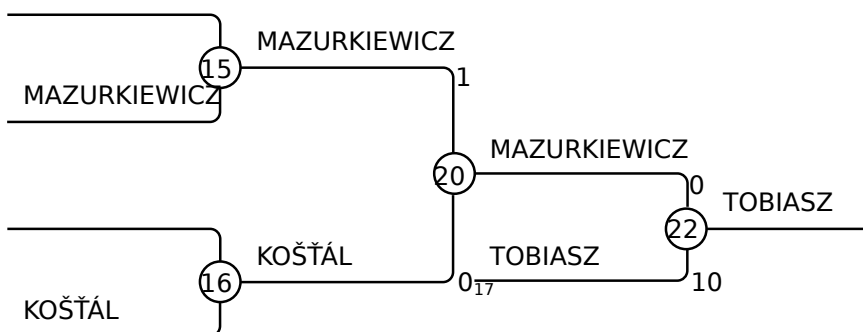 MAZURKIEWICZ
15
MAZURKIEWICZ
1
20
MAZURKIEWICZ
0
TOBIASZ
22
KOŠŤÁL
TOBIASZ
16
0
17
10
KOŠŤÁL